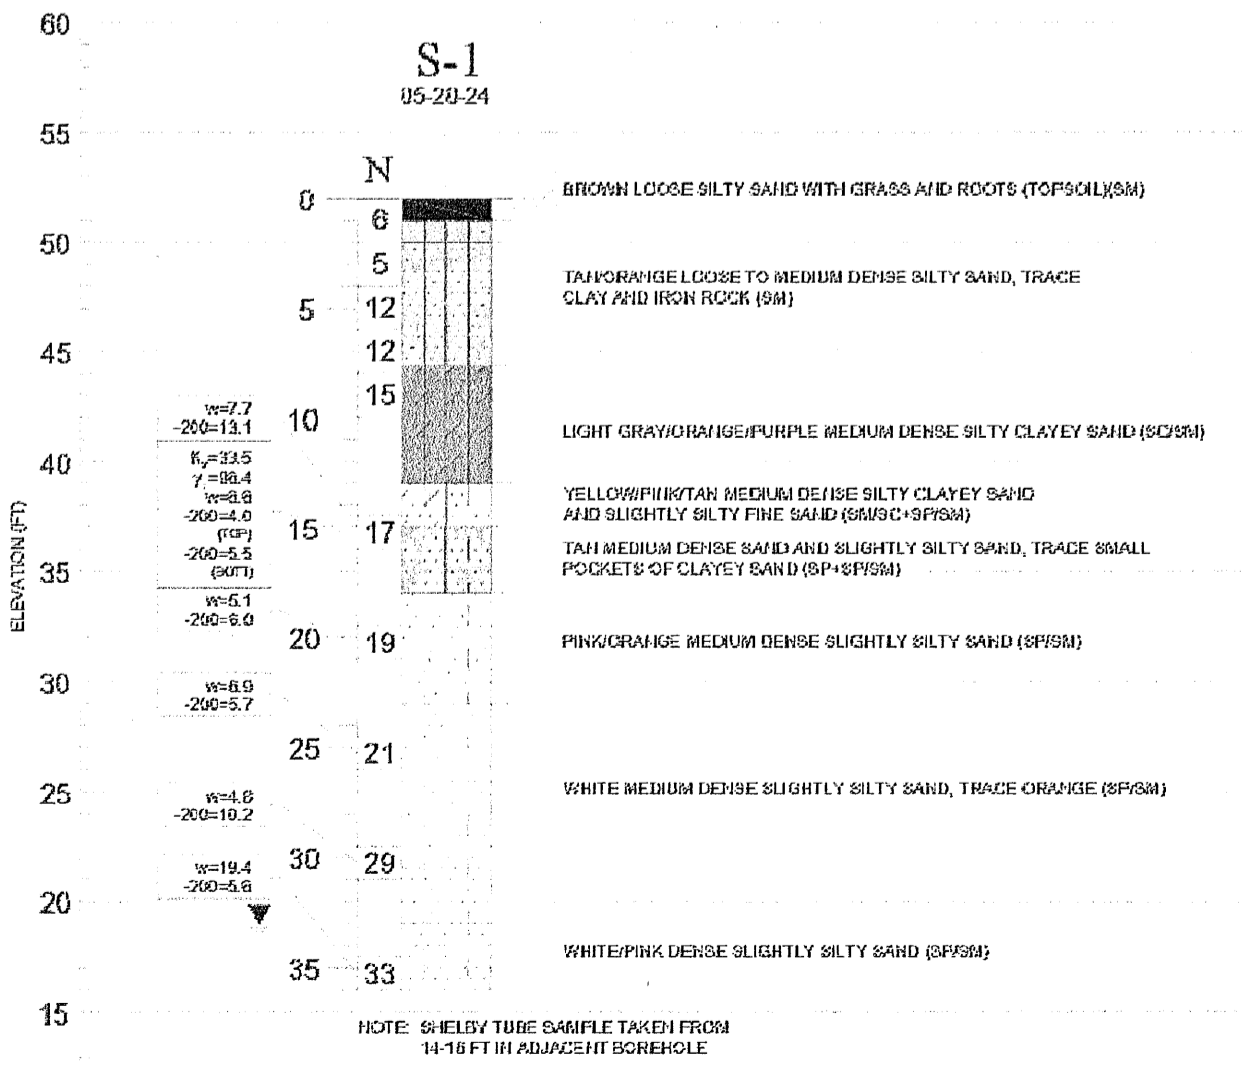 S-1
05-20-24
ELEVATION (FT)
60
55
50
45
40
35
30
25
20
15
N
0
5
10
15
20
25
30
35
6
5
12
12
15
17
19
21
29
33
w=7.7
-200=13.1
γ =98.4
-200=4.0
(TOP)
-200=5.5
(BOTT)
w=5.1
-200=6.0
w=6.9
-200=5.7
-200=10.2
w=19.4
BROWN LOOSE SILTY SAND WITH GRASS AND ROOTS (TOPSOIL)(SM)
TAN/ORANGE LOOSE TO MEDIUM DENSE SILTY SAND, TRACE
CLAY AND IRON ROCK (SM)
LIGHT GRAY/ORANGE/PURPLE MEDIUM DENSE SILTY CLAYEY SAND (SC/SM)
YELLOW/PINK/TAN MEDIUM DENSE SILTY CLAYEY SAND
AND SLIGHTLY SILTY FINE SAND (SM/SC+SP/SM)
TAN MEDIUM DENSE SAND AND SLIGHTLY SILTY SAND, TRACE SMALL
POCKETS OF CLAYEY SAND (SP+SP/SM)
PINK/ORANGE MEDIUM DENSE SLIGHTLY SILTY SAND (SP/SM)
WHITE MEDIUM DENSE SLIGHTLY SILTY SAND, TRACE ORANGE (SP/SM)
WHITE/PINK DENSE SLIGHTLY SILTY SAND (SP/SM)
NOTE: SHELBY TUBE SAMPLE TAKEN FROM
14-16 FT IN ADJACENT BOREHOLE